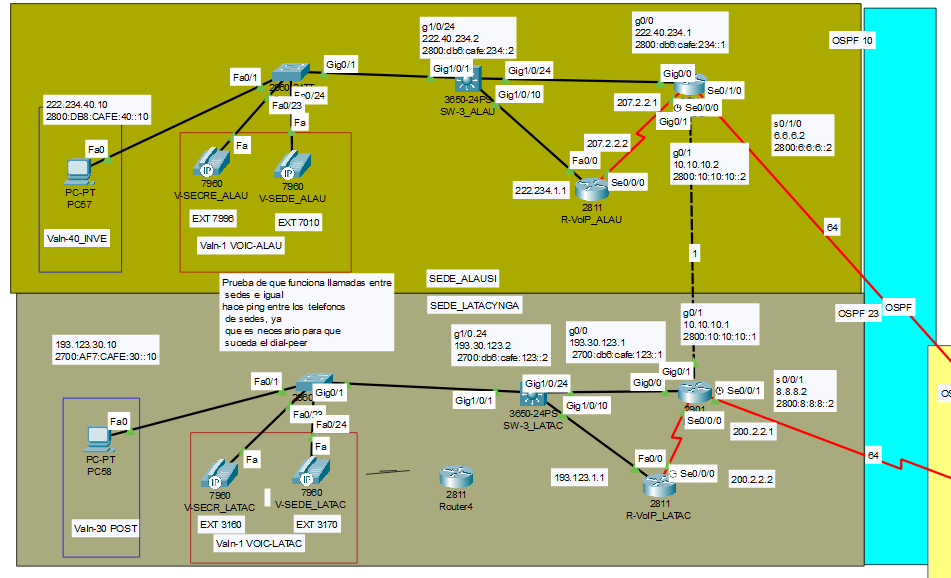 g1/0/24
222.40.234.2
2800:db6:cafe:234::2
g0/0
222.40.234.1
2800:db6:cafe:234::1
OSPF 10
Fa0/1
Gig0/1
Gig1/0/1
Gig1/0/24
Gig0/0
Se0/1/0
3650-24PS
SW-3_ALAU
Gig1/0/10
207.2.2.1
Se0/0/0
Gig0/1
222.234.40.10
2800:DB8:CAFE:40::10
Fa0/24
Fa0/23
Fa
Fa
Fa0
s0/1/0
6.6.6.2
2800:6:6:6::2
207.2.2.2
g0/1
10.10.10.2
2800:10:10:10::2
Fa0/0
Se0/0/0
222.234.1.1
2811
R-VoIP_ALAU
PC-PT
PC57
7960
V-SECRE_ALAU
7960
V-SEDE_ALAU
EXT 7996
EXT 7010
Valn-40_INVE
Valn-1 VOIC-ALAU
64
1
Prueba de que funciona llamadas entre
sedes e igual
hace ping entre los telefonos
de sedes, ya
que es necesario para que
suceda el dial-peer
SEDE_ALAUSI
SEDE_LATACYNGA
OSPF 23
OSPF
g0/1
10.10.10.1
2800:10:10:10::1
193.123.30.10
2700:AF7:CAFE:30::10
g1/0.24
193.30.123.2
2700:db6:cafe:123::2
g0/0
193.30.123.1
2700:db6:cafe:123::1
Gig0/1
Fa0/1
Gig0/1
Gig1/0/24
Gig0/0
Se0/0/1
s0/0/1
8.8.8.2
2800:8:8:8::2
Gig1/0/1
3650-24PS
SW-3_LATAC
Gig1/0/10
2901
Se0/0/0
200.2.2.1
Fa0
Fa0/24
Fa
Fa
PC-PT
PC58
64
Fa0/0
Se0/0/0
200.2.2.2
193.123.1.1
2811
Router4
2811
R-VoIP_LATAC
7960
V-SECR_LATAC
7960
V-SEDE_LATAC
EXT 3160
EXT 3170
Valn-30 POST
Valn-1 VOIC-LATAC